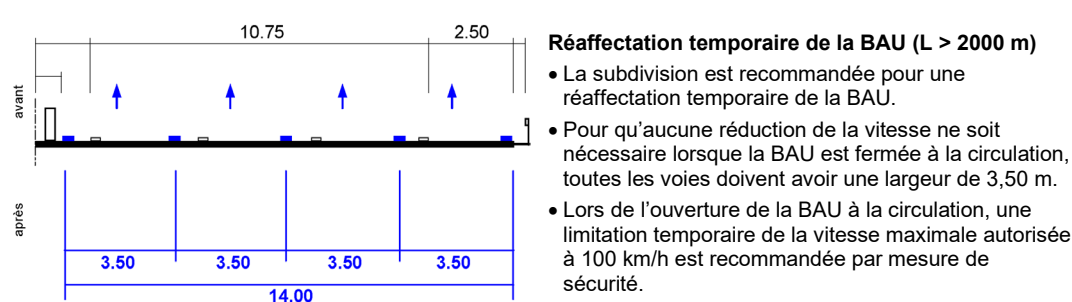 10.75 2.50
avant
après
3.50 3.50 3.50 3.50
14.00
Réaffectation temporaire de la BAU (L > 2000 m)
• La subdivision est recommandée pour une
réaffectation temporaire de la BAU.
• Pour qu’aucune réduction de la vitesse ne soit
nécessaire lorsque la BAU est fermée à la circulation,
toutes les voies doivent avoir une largeur de 3,50 m.
• Lors de l’ouverture de la BAU à la circulation, une
limitation temporaire de la vitesse maximale autorisée
à 100 km/h est recommandée par mesure de
sécurité.